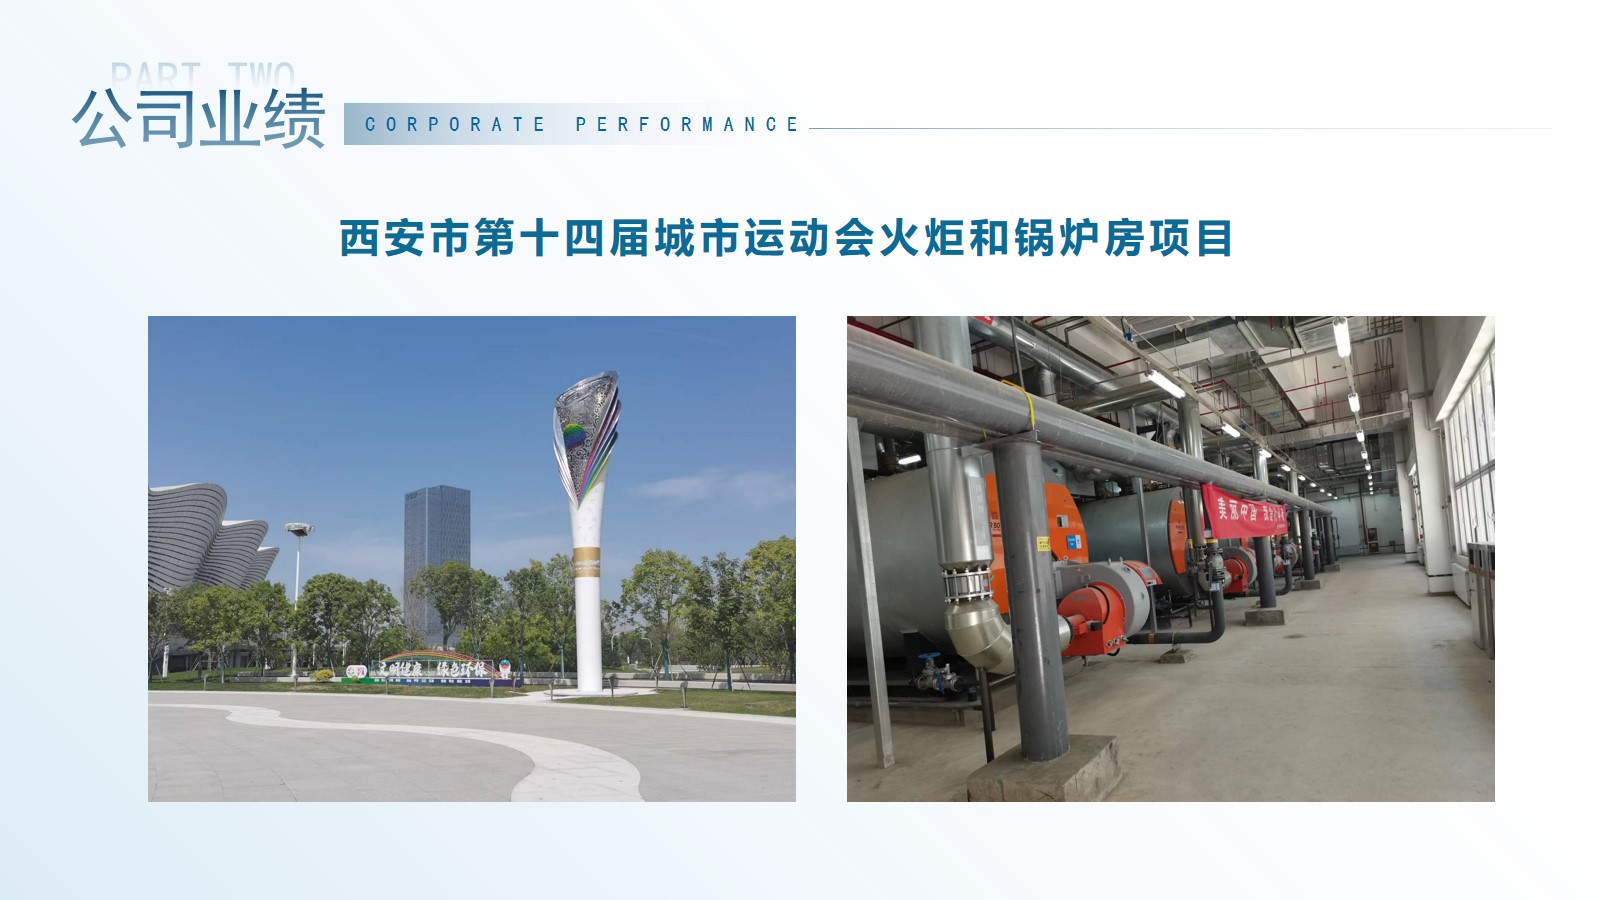 PART TWO
公司业绩
CORPORATE PERFORMANCE
西安市第十四届城市运动会火炬和锅炉房项目
文明健康 绿色环保
美丽中国